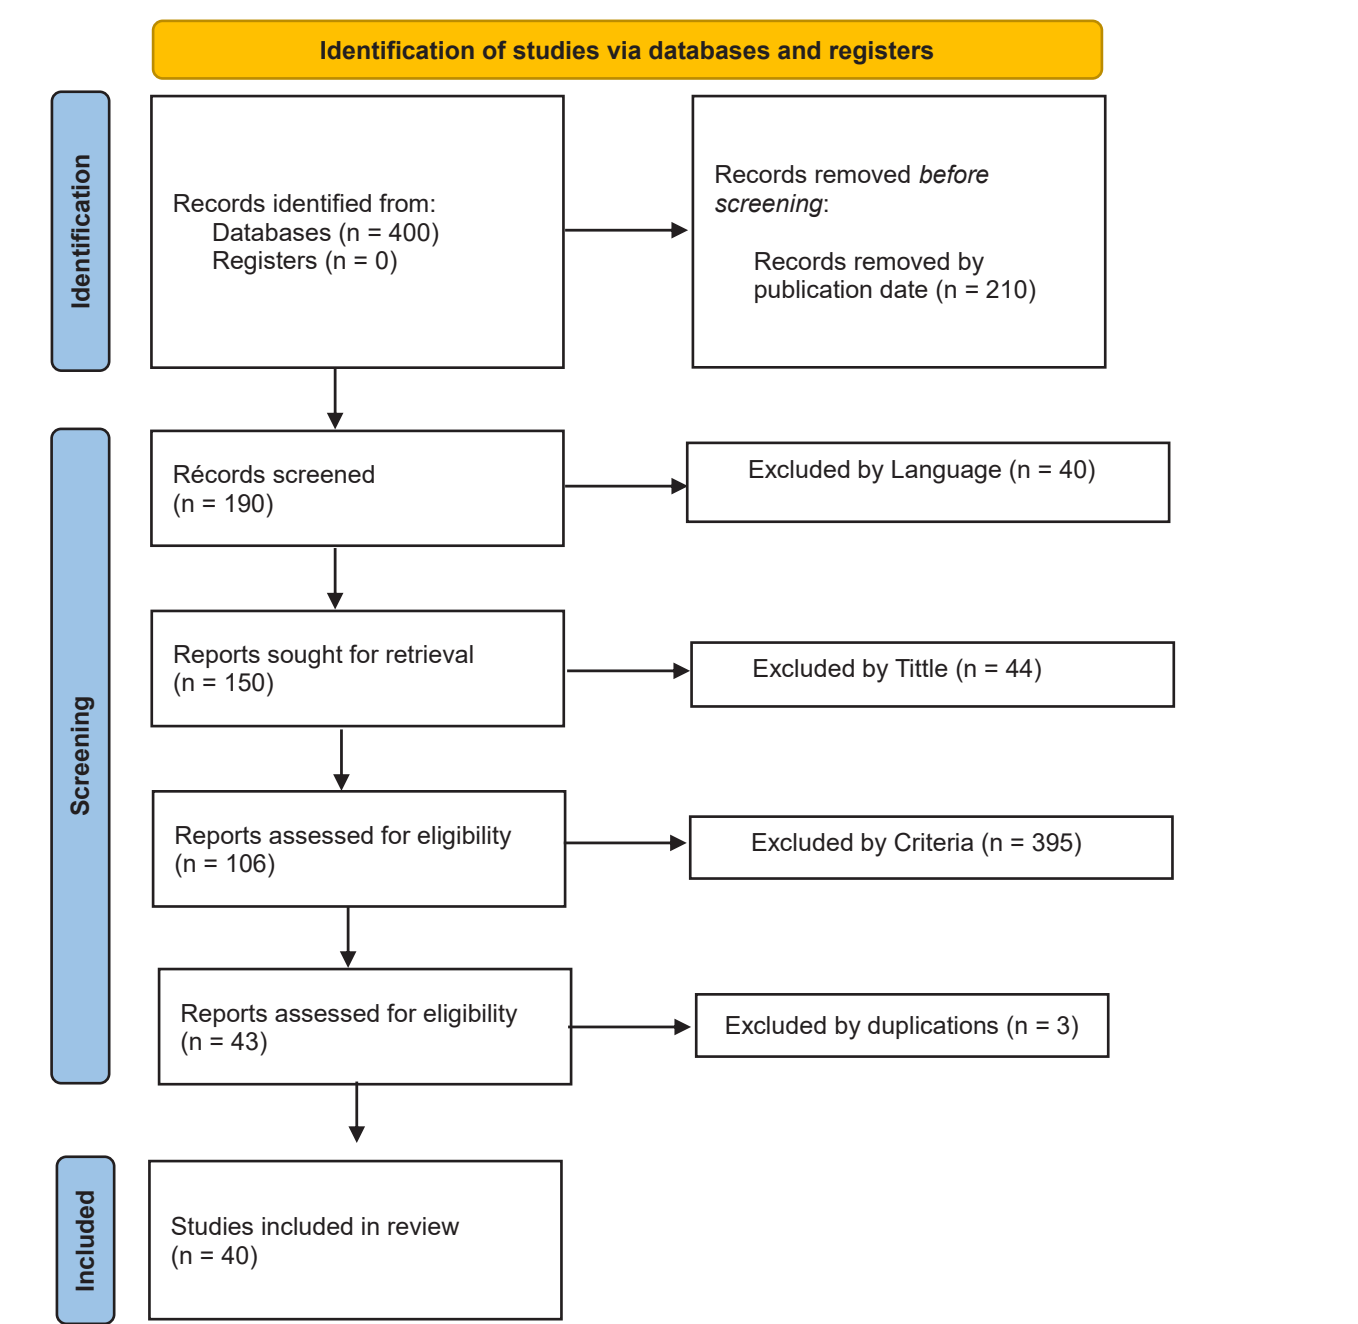 Identification of studies via databases and registers
Identification
Records identified from:
Databases (n = 400)
Registers (n = 0)
Records removed before
screening:
Records removed by
publication date (n = 210)
Screening
Récords screened
(n = 190)
Excluded by Language (n = 40)
Reports sought for retrieval
(n = 150)
Excluded by Tittle (n = 44)
Reports assessed for eligibility
(n = 106)
Excluded by Criteria (n = 395)
Reports assessed for eligibility
(n = 43)
Excluded by duplications (n = 3)
Included
Studies included in review
(n = 40)